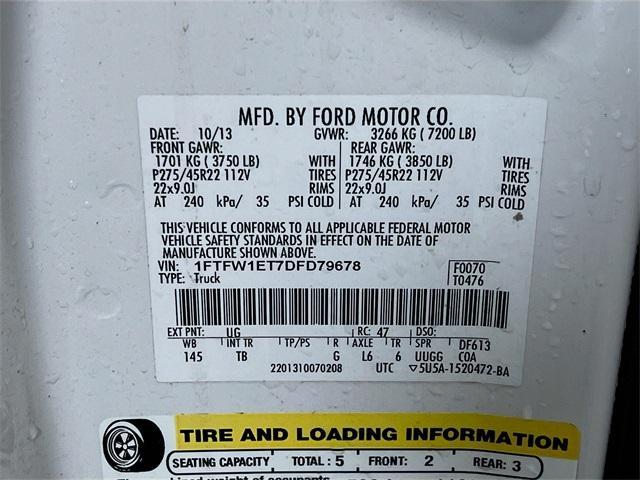 MFD. BY FORD MOTOR CO.
DATE: 10/13 GVWR: 3266 KG ( 7200 LB)
FRONT GAWR: REAR GAWR:
1701 KG ( 3750 LB) WITH 1746 KG ( 3850 LB) WITH
P275/45R22 112V TIRES P275/45R22 112V TIRES
22x9.0J RIMS 22x9.0J RIMS
AT 240 kPa/ 35 PSI COLD AT 240 kPa/ 35 PSI COLD
THIS VEHICLE CONFORMS TO ALL APPLICABLE FEDERAL MOTOR
VEHICLE SAFETY STANDARDS IN EFFECT ON THE DATE OF
MANUFACTURE SHOWN ABOVE.
VIN: 1FTFW1ET7DFD79678 F0070
TYPE: Truck T0476
EXT PNT: UG RC: 47 DSO:
WB INT TR TP/PS R AXLE TR SPR DF613
145 TB G L6 6 UUGG COA
2201310070208 UTC ▽5U5A-1520472-BA
TIRE AND LOADING INFORMATION
SEATING CAPACITY TOTAL : 5 FRONT: 2 REAR: 3